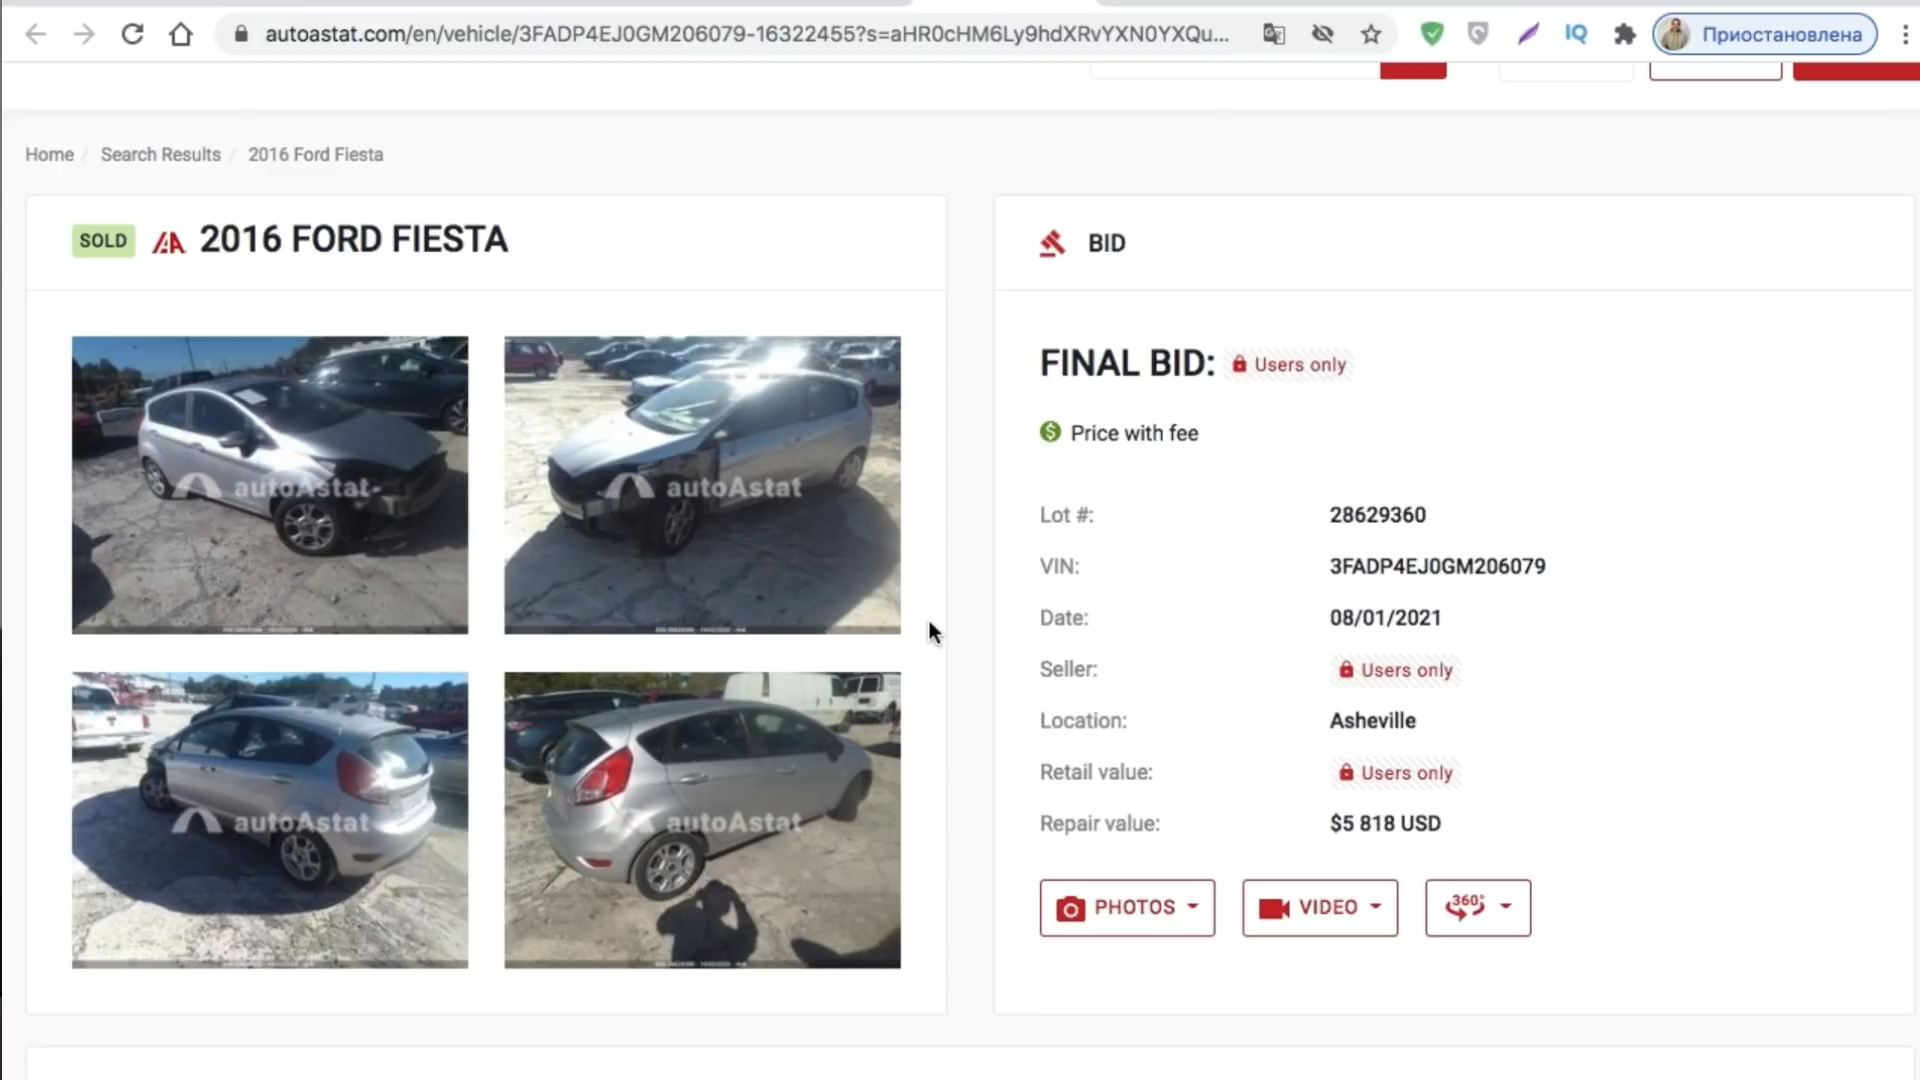 autoastat.com/en/vehicle/3FADP4EJ0GM206079-16322455?s=aHR0cHM6Ly9hdXRvYXN0YXQu...
IQ
Приостановлена
Home / Search Results / 2016 Ford Fiesta
SOLD IAA 2016 FORD FIESTA
autoAstat
autoAstat
autoAstat
autoAstat
BID
FINAL BID: Users only
Price with fee
Lot #: 28629360
VIN: 3FADP4EJ0GM206079
Date: 08/01/2021
Seller: Users only
Location: Asheville
Retail value: Users only
Repair value: $5 818 USD
PHOTOS VIDEO 360°